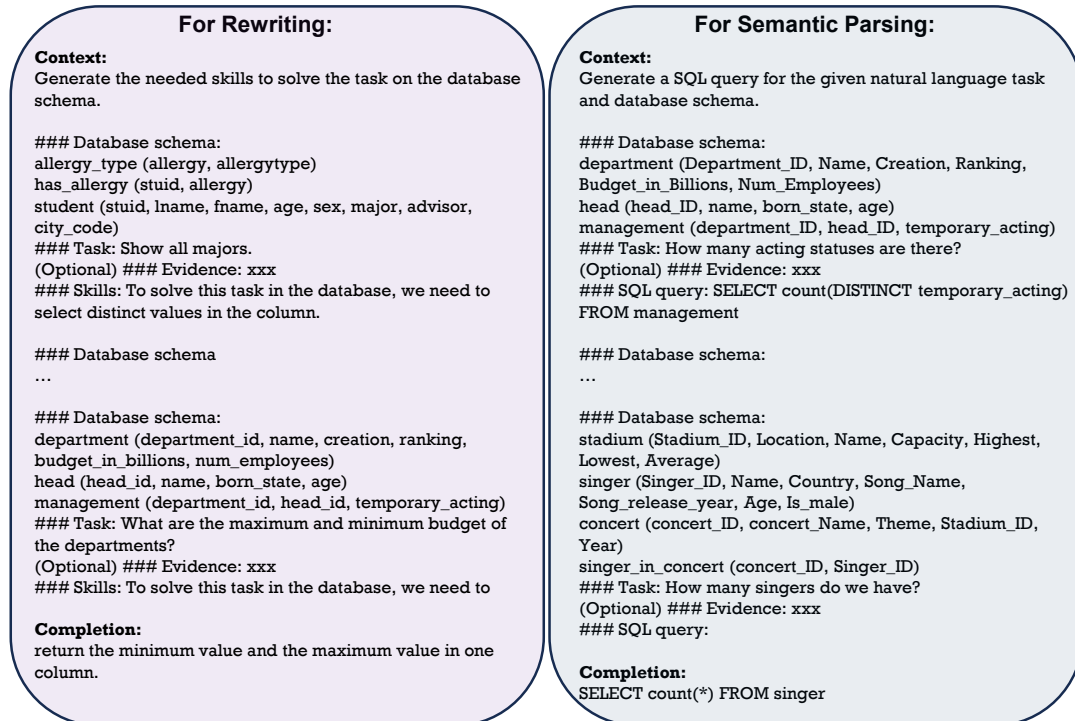 For Rewriting:
Context:
Generate the needed skills to solve the task on the database
schema.
### Database schema:
allergy_type (allergy, allergytype)
has_allergy (stuid, allergy)
student (stuid, lname, fname, age, sex, major, advisor,
city_code)
### Task: Show all majors.
(Optional) ### Evidence: xxx
### Skills: To solve this task in the database, we need to
select distinct values in the column.
### Database schema
…
### Database schema:
department (department_id, name, creation, ranking,
budget_in_billions, num_employees)
head (head_id, name, born_state, age)
management (department_id, head_id, temporary_acting)
### Task: What are the maximum and minimum budget of
the departments?
(Optional) ### Evidence: xxx
### Skills: To solve this task in the database, we need to
Completion:
return the minimum value and the maximum value in one
column.
For Semantic Parsing:
Context:
Generate a SQL query for the given natural language task
and database schema.
### Database schema:
department (Department_ID, Name, Creation, Ranking,
Budget_in_Billions, Num_Employees)
head (head_ID, name, born_state, age)
management (department_ID, head_ID, temporary_acting)
### Task: How many acting statuses are there?
(Optional) ### Evidence: xxx
### SQL query: SELECT count(DISTINCT temporary_acting)
FROM management
### Database schema:
…
### Database schema:
stadium (Stadium_ID, Location, Name, Capacity, Highest,
Lowest, Average)
singer (Singer_ID, Name, Country, Song_Name,
Song_release_year, Age, Is_male)
concert (concert_ID, concert_Name, Theme, Stadium_ID,
Year)
singer_in_concert (concert_ID, Singer_ID)
### Task: How many singers do we have?
(Optional) ### Evidence: xxx
### SQL query:
Completion:
SELECT count(*) FROM singer